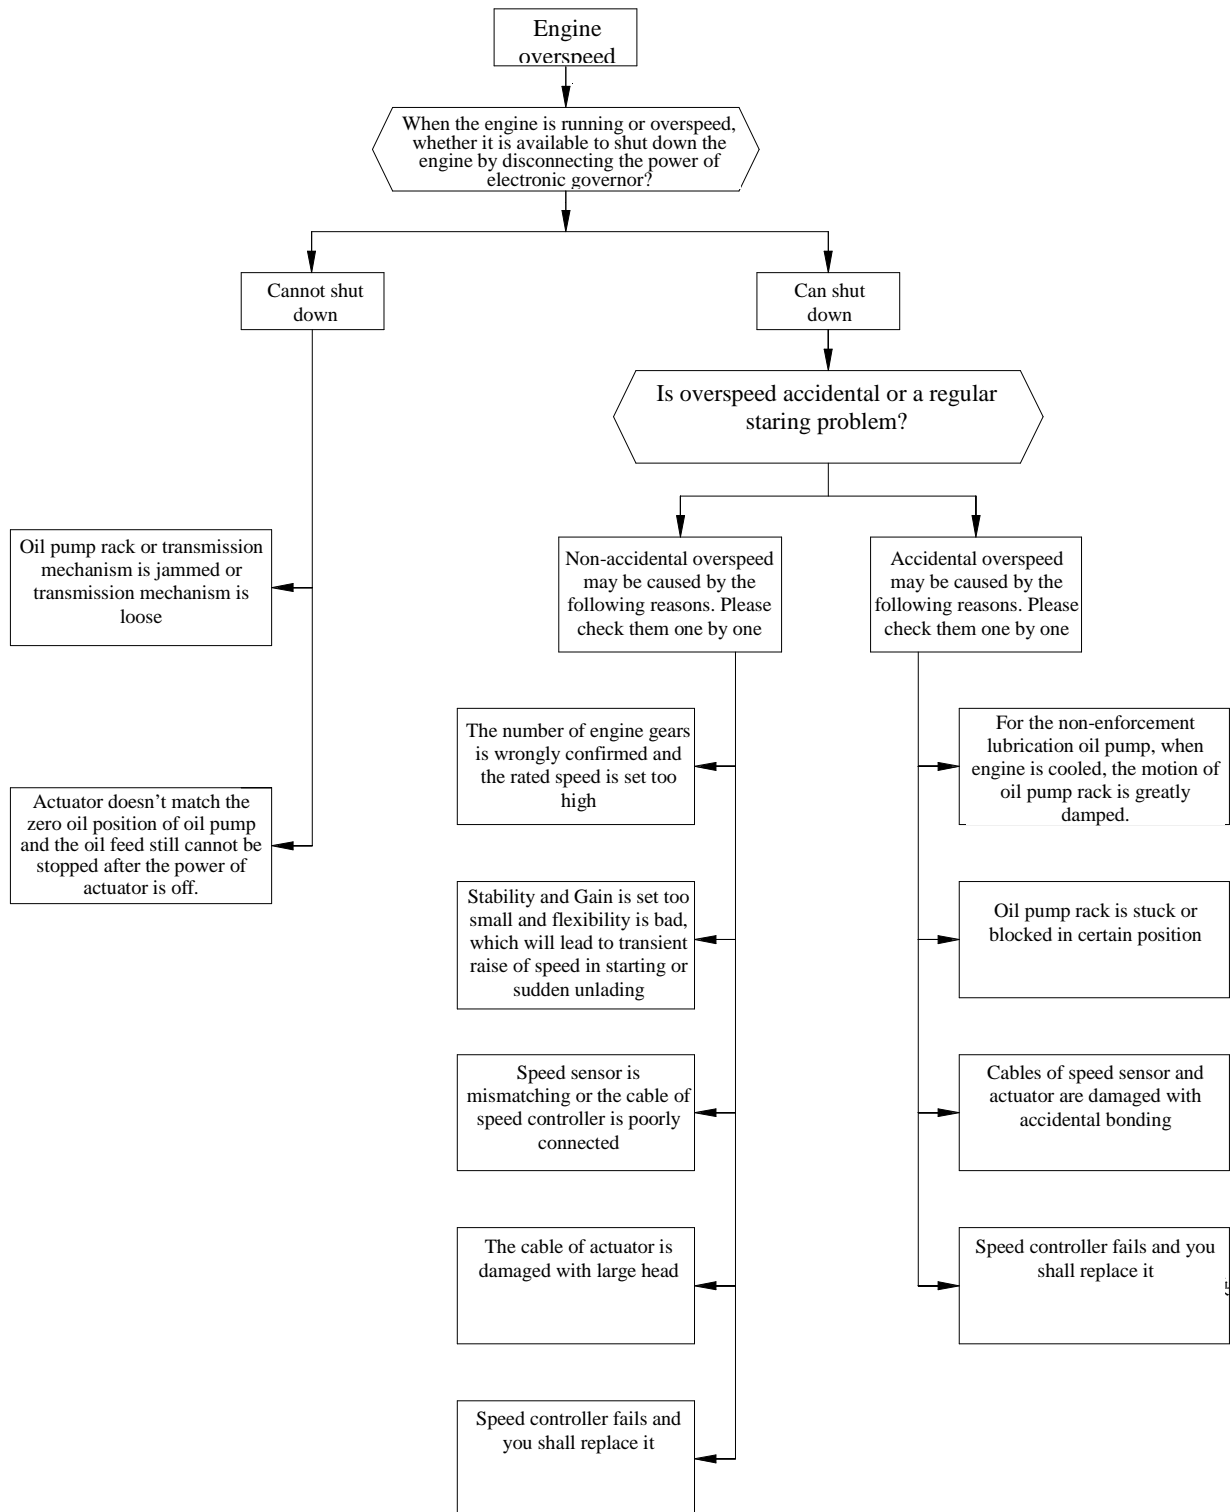 Engine
overspeed
When the engine is running or overspeed,
whether it is available to shut down the
engine by disconnecting the power of
electronic governor?
Cannot shut
down
Can shut
down
Is overspeed accidental or a regular
staring problem?
Oil pump rack or transmission
mechanism is jammed or
transmission mechanism is
loose
Actuator doesn’t match the
zero oil position of oil pump
and the oil feed still cannot be
stopped after the power of
actuator is off.
Non-accidental overspeed
may be caused by the
following reasons. Please
check them one by one
The number of engine gears
is wrongly confirmed and
the rated speed is set too
high
Stability and Gain is set too
small and flexibility is bad,
which will lead to transient
raise of speed in starting or
sudden unlading
Speed sensor is
mismatching or the cable of
speed controller is poorly
connected
The cable of actuator is
damaged with large head
Speed controller fails and
you shall replace it
Accidental overspeed
may be caused by the
following reasons. Please
check them one by one
For the non-enforcement
lubrication oil pump, when
engine is cooled, the motion of
oil pump rack is greatly
damped.
Oil pump rack is stuck or
blocked in certain position
Cables of speed sensor and
actuator are damaged with
accidental bonding
Speed controller fails and you
shall replace it